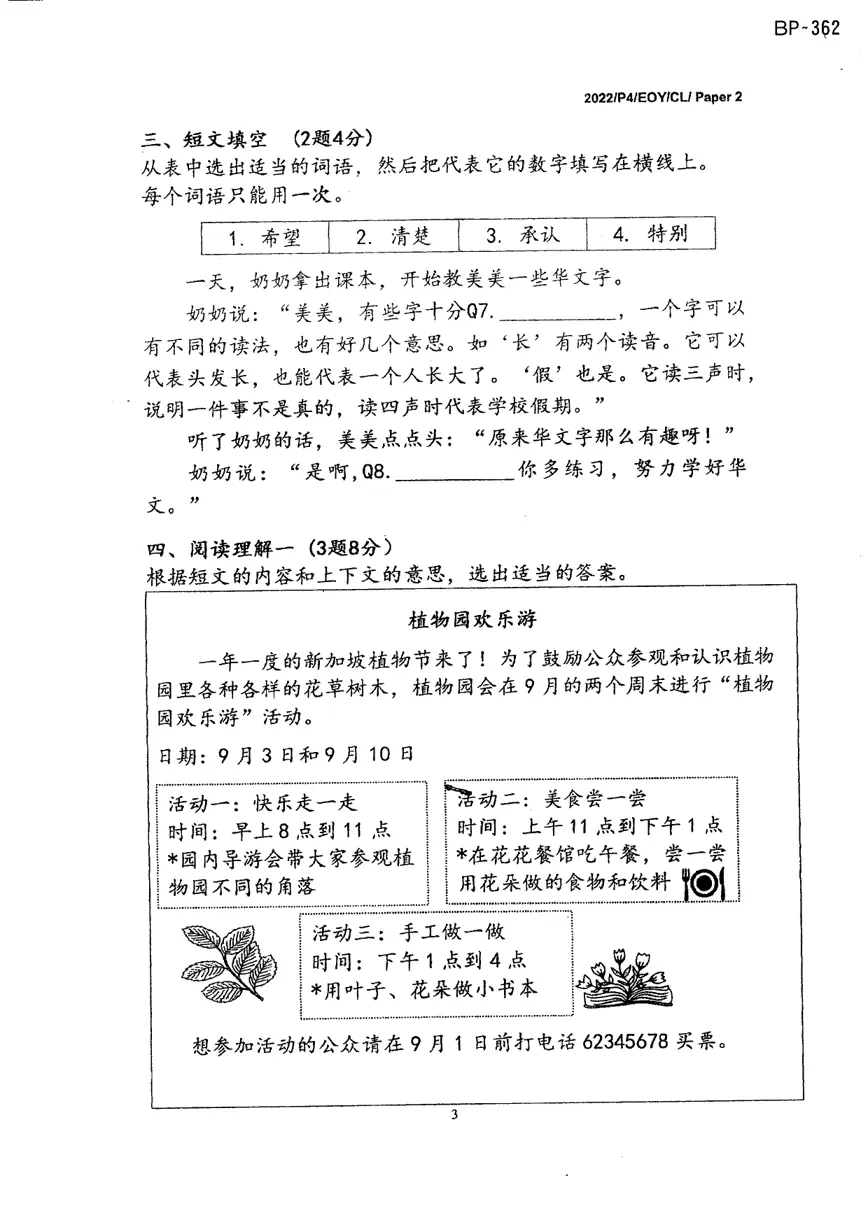 BP-362
2022/P4/EOY/CL/ Paper 2
三、短文填空 (2题4分)
从表中选出适当的词语，然后把代表它的数字填写在横线上。
每个词语只能用一次。
1. 希望 2. 清楚 3. 承认 4. 特别
一天，奶奶拿出课本，开始教美美一些华文字。
奶奶说：“美美，有些字十分Q7. ____________，一个字可以
有不同的读法，也有好几个意思。如‘长’有两个读音。它可以
代表头发长，也能代表一个人长大了。‘假’也是。它读三声时，
说明一件事不是真的，读四声时代表学校假期。”
听了奶奶的话，美美点点头：“原来华文字那么有趣呀！”
奶奶说：“是啊，Q8. ____________你多练习，努力学好华
文。”
四、阅读理解一 (3题8分)
根据短文的内容和上下文的意思，选出适当的答案。
植物园欢乐游
一年一度的新加坡植物节来了！为了鼓励公众参观和认识植物
园里各种各样的花草树木，植物园会在 9 月的两个周末进行“植物
园欢乐游”活动。
日期：9 月 3 日和 9 月 10 日
活动一：快乐走一走
时间：早上 8 点到 11 点
*园内导游会带大家参观植
物园不同的角落
活动二：美食尝一尝
时间：上午 11 点到下午 1 点
*在花花餐馆吃午餐，尝一尝
用花朵做的食物和饮料
活动三：手工做一做
时间：下午 1 点到 4 点
*用叶子、花朵做小书本
想参加活动的公众请在 9 月 1 日前打电话 62345678 买票。
3